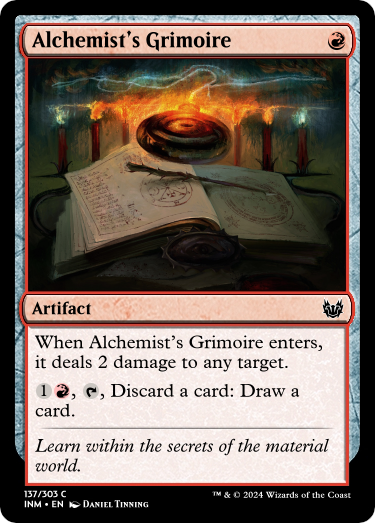 Alchemist's Grimoire
Artifact
When Alchemist's Grimoire enters,
it deals 2 damage to any target.
1, , Discard a card: Draw a
card.
Learn within the secrets of the material
world.
137/303 C
INM • EN DANIEL TINNING
™ & © 2024 Wizards of the Coast